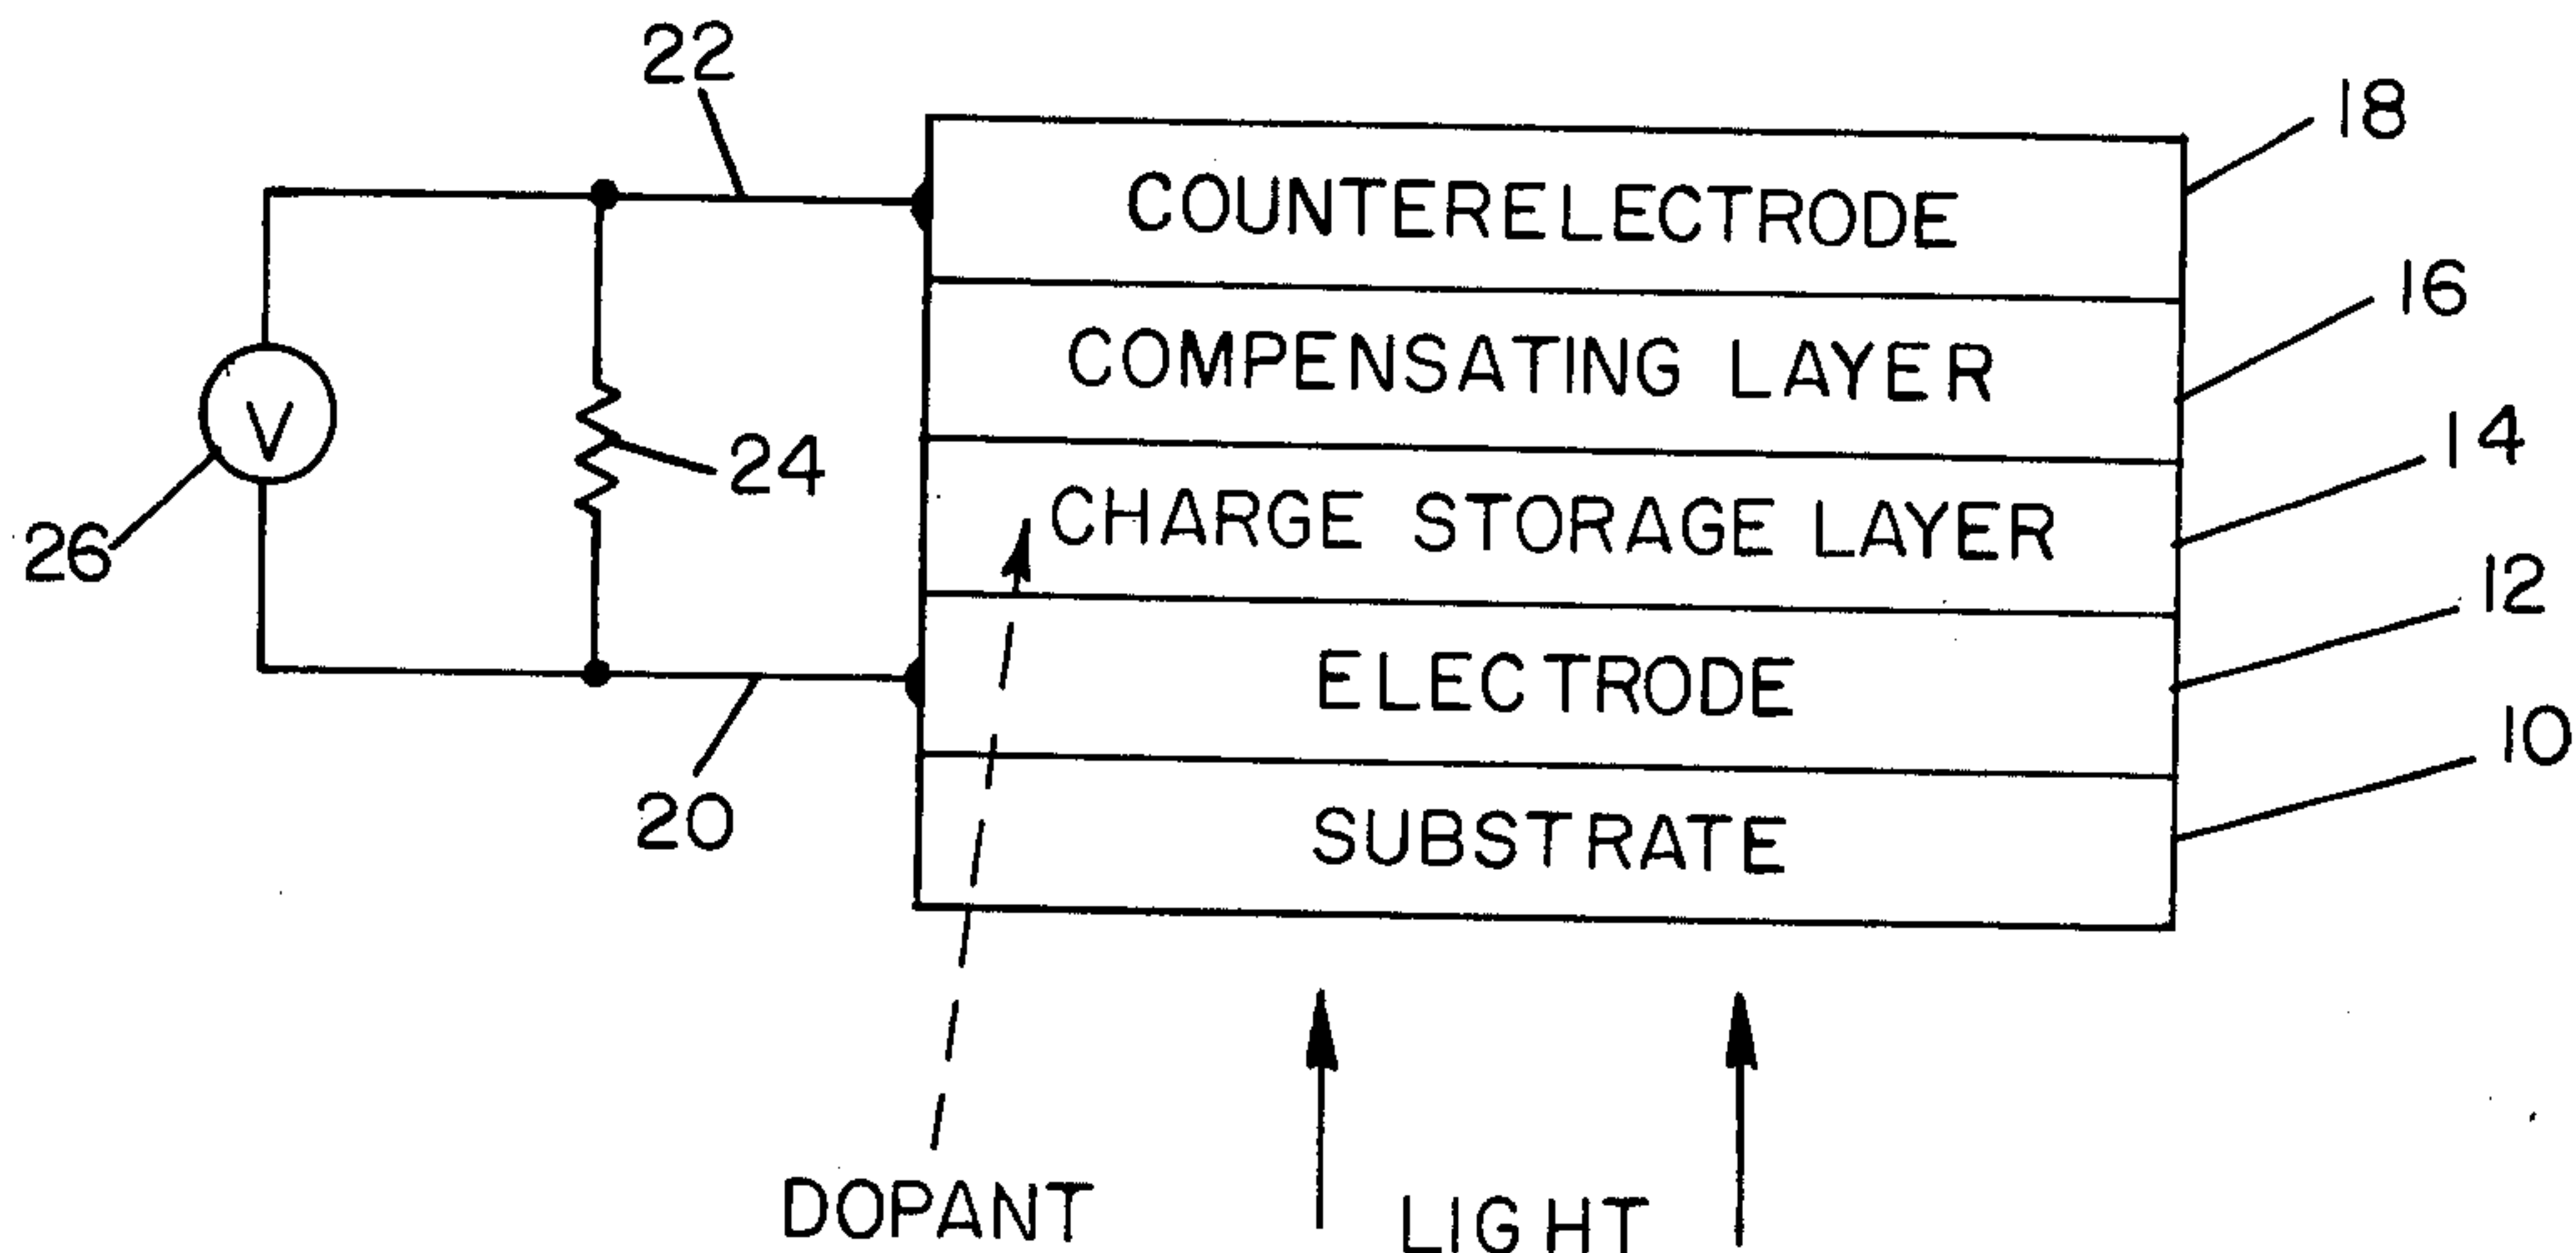 22
18
COUNTERELECTRODE
16
COMPENSATING LAYER
V
14
24
CHARGE STORAGE LAYER
26
12
ELECTRODE
10
20
SUBSTRATE
DOPANT
LIGHT